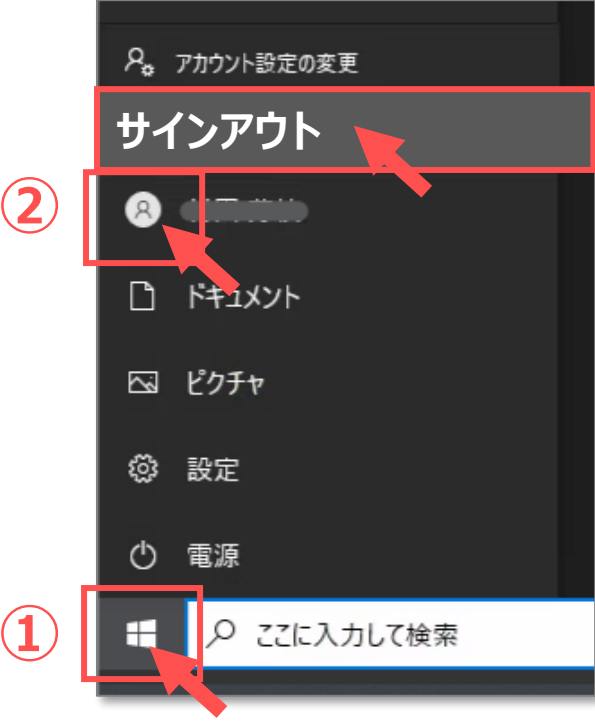 アカウント設定の変更
サインアウト
②
ドキュメント
ピクチャ
設定
電源
①
ここに入力して検索